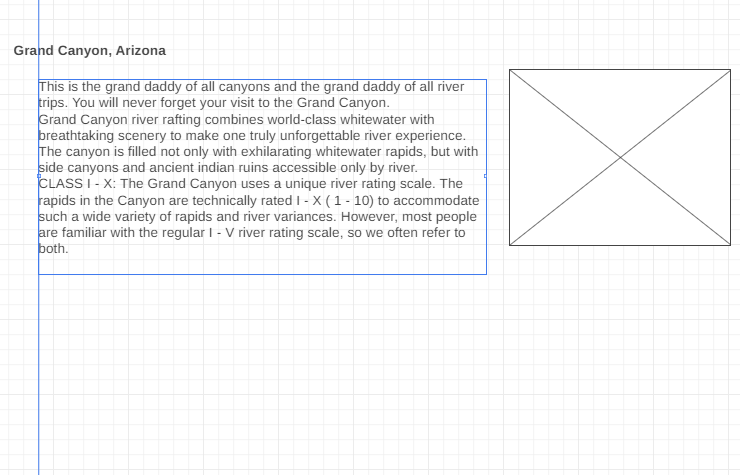 Grand Canyon, Arizona
This is the grand daddy of all canyons and the grand daddy of all river
trips. You will never forget your visit to the Grand Canyon.
Grand Canyon river rafting combines world-class whitewater with
breathtaking scenery to make one truly unforgettable river experience.
The canyon is filled not only with exhilarating whitewater rapids, but with
side canyons and ancient indian ruins accessible only by river.
CLASS I - X: The Grand Canyon uses a unique river rating scale. The
rapids in the Canyon are technically rated I - X ( 1 - 10) to accommodate
such a wide variety of rapids and river variances. However, most people
are familiar with the regular I - V river rating scale, so we often refer to
both.